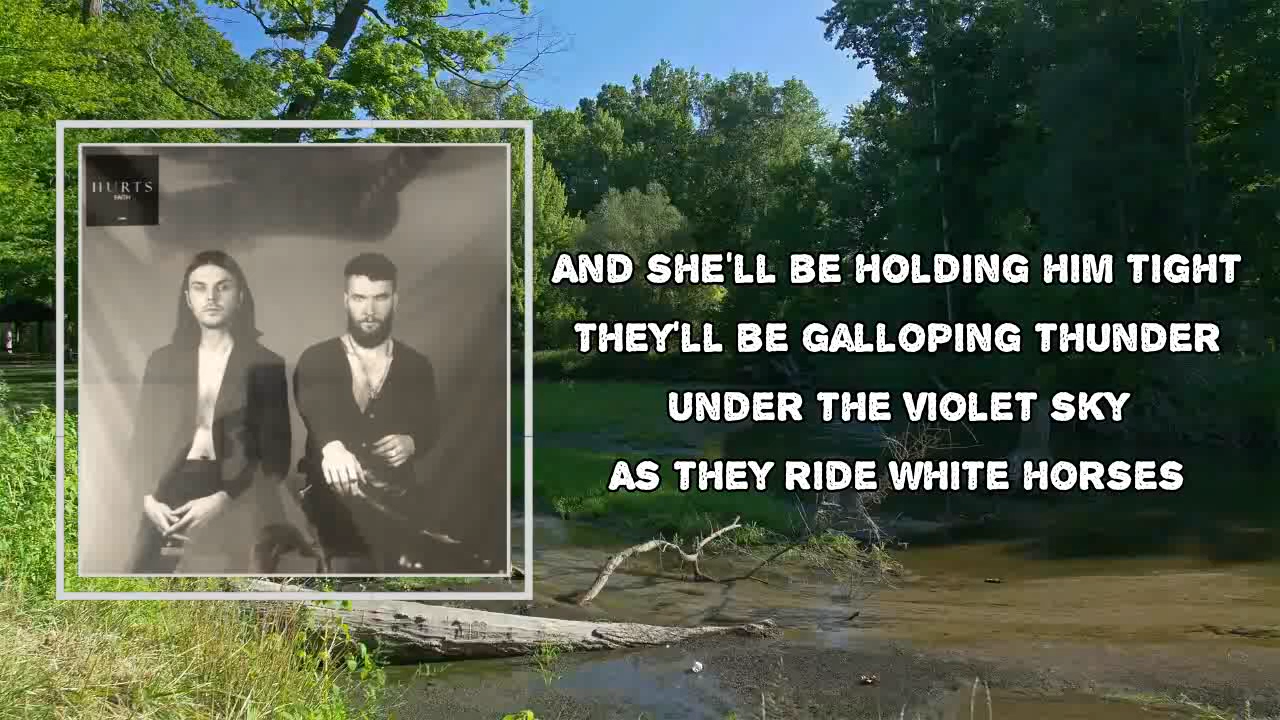 HURTS
FAITH
AND SHE'LL BE HOLDING HIM TIGHT
THEY'LL BE GALLOPING THUNDER
UNDER THE VIOLET SKY
AS THEY RIDE WHITE HORSES